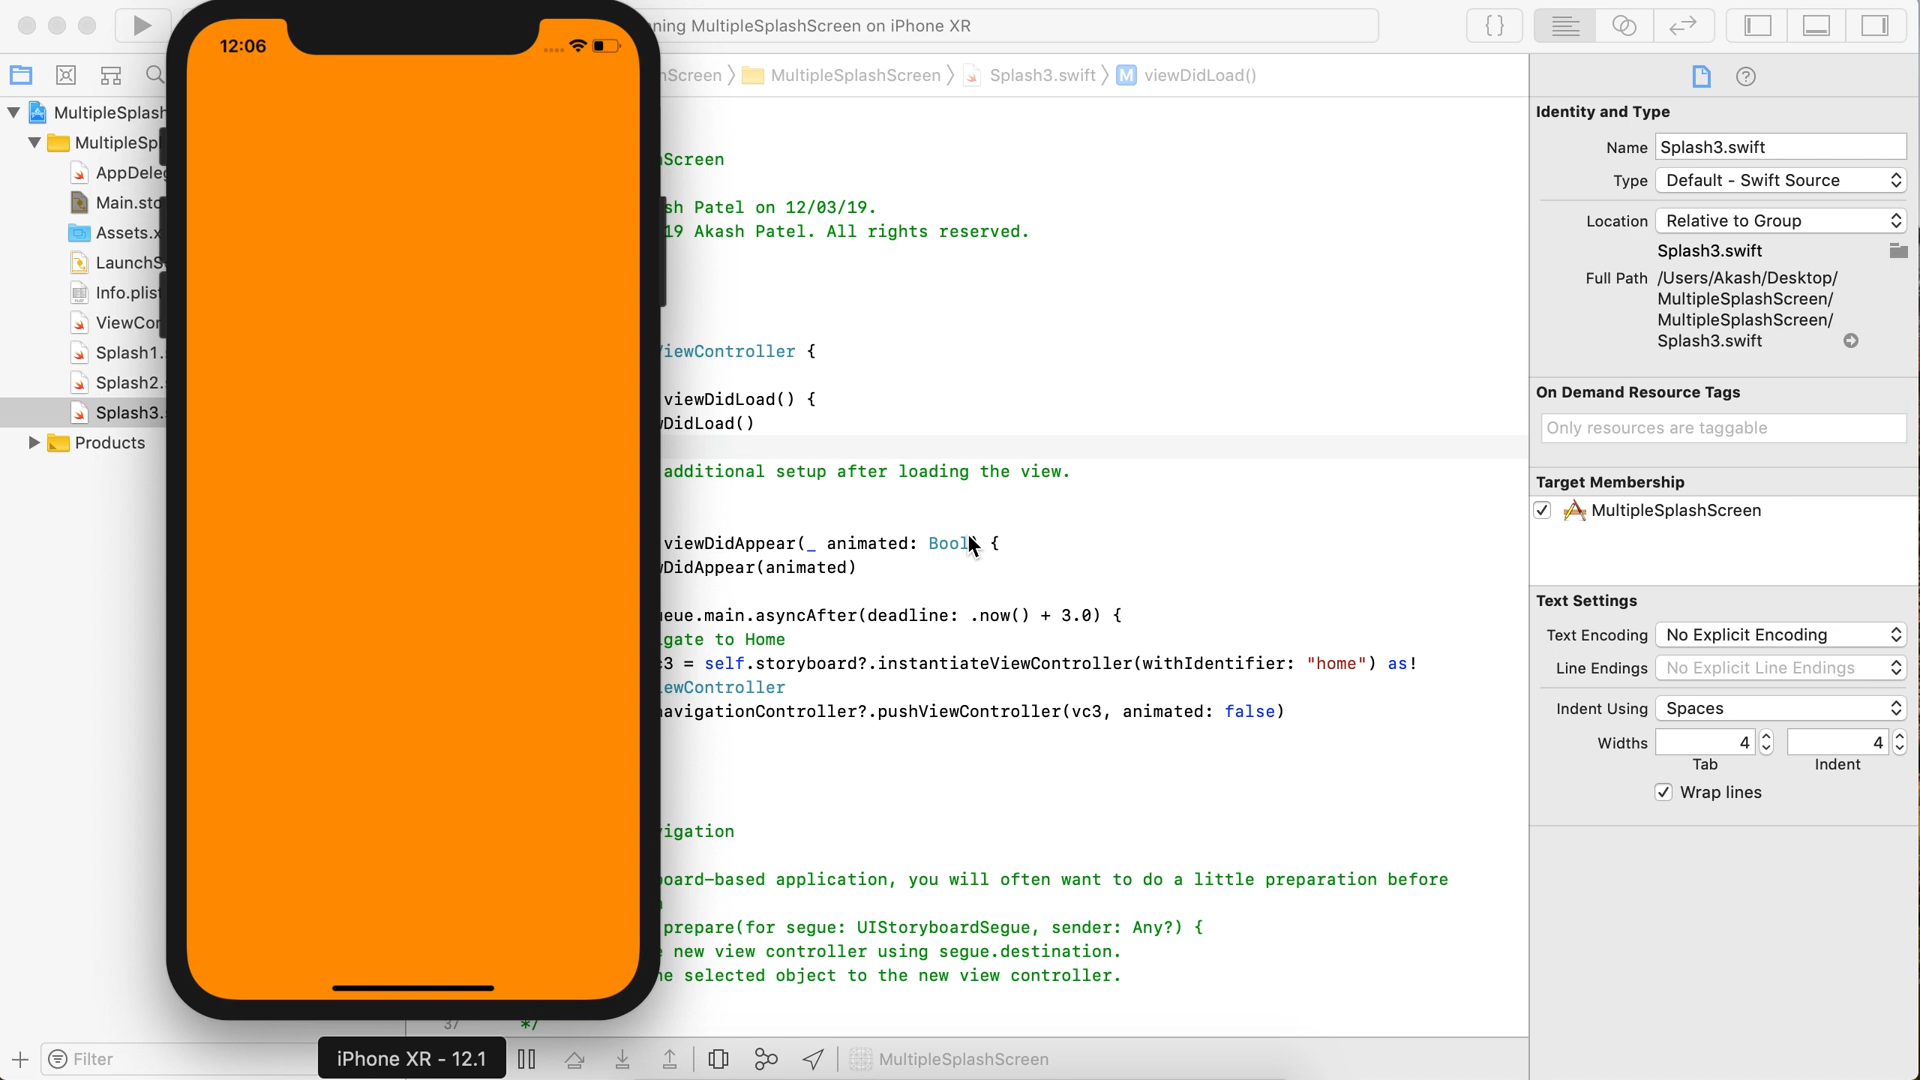 12:06
ning MultipleSplashScreen on iPhone XR
{ }
nScreen
MultipleSplashScreen
Splash3.swift
M
viewDidLoad()
MultipleSplash
MultipleSpl
AppDeleg
Main.sto
Assets.x
LaunchS
Info.plist
ViewCon
Splash1.
Splash2.
Splash3.
Products
Screen
sh Patel on 12/03/19.
19 Akash Patel. All rights reserved.
iewController {
viewDidLoad() {
DidLoad()
additional setup after loading the view.
viewDidAppear(_ animated: Bool) {
DidAppear(animated)
eue.main.asyncAfter(deadline: .now() + 3.0) {
gate to Home
3 = self.storyboard?.instantiateViewController(withIdentifier: "home") as!
ewController
avigationController?.pushViewController(vc3, animated: false)
igation
oard-based application, you will often want to do a little preparation before
prepare(for segue: UIStoryboardSegue, sender: Any?) {
new view controller using segue.destination.
he selected object to the new view controller.
37 */
Filter
iPhone XR - 12.1
MultipleSplashScreen
Identity and Type
Name Splash3.swift
Type Default - Swift Source
Location Relative to Group
Splash3.swift
Full Path /Users/Akash/Desktop/
MultipleSplashScreen/
MultipleSplashScreen/
Splash3.swift
On Demand Resource Tags
Only resources are taggable
Target Membership
MultipleSplashScreen
Text Settings
Text Encoding No Explicit Encoding
Line Endings No Explicit Line Endings
Indent Using Spaces
Widths 4 4
Tab Indent
Wrap lines